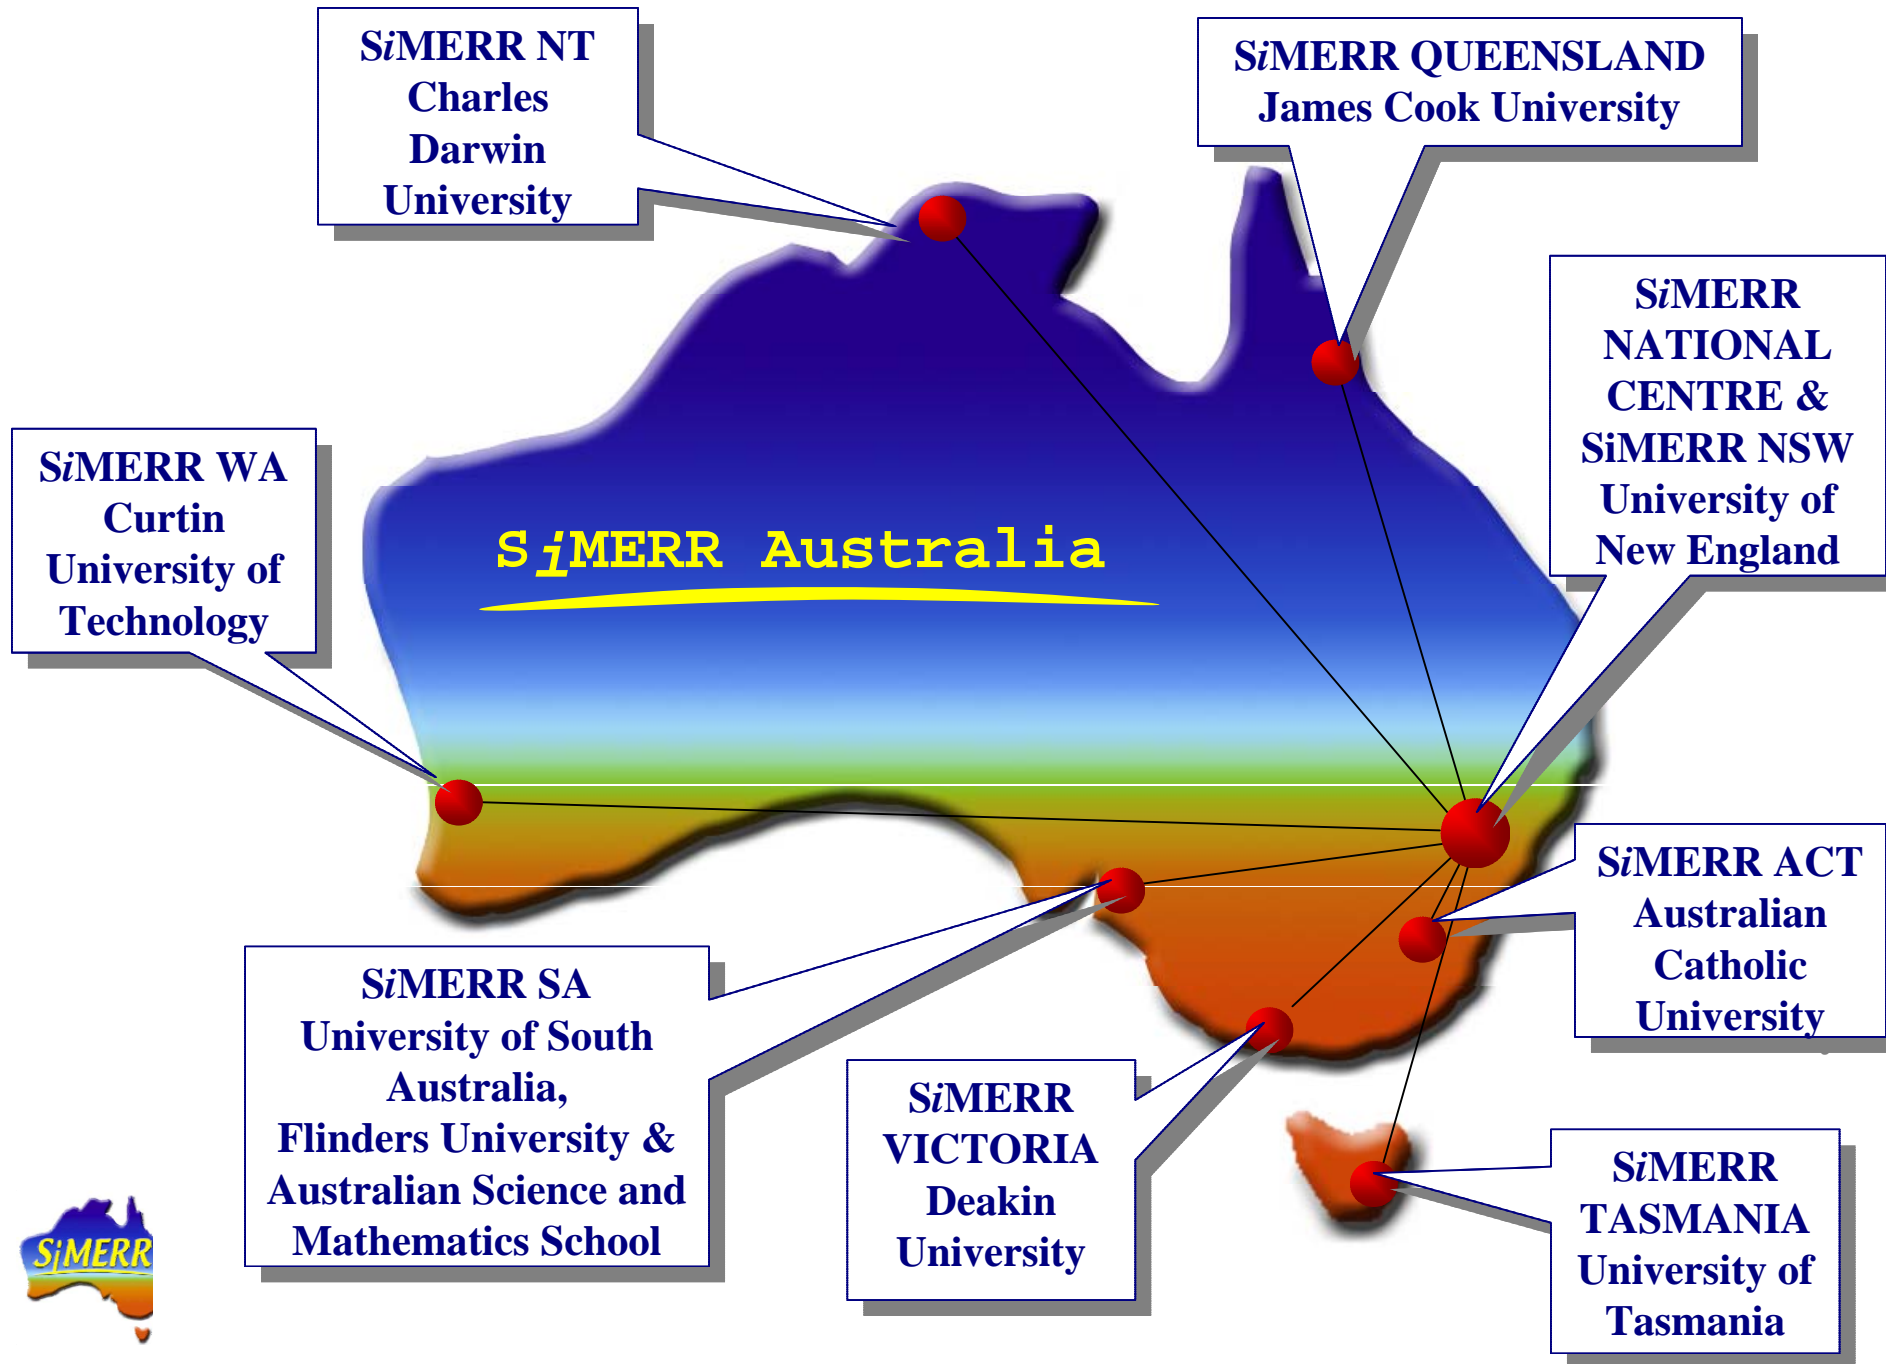 SiMERR NT
Charles
Darwin
University
SiMERR QUEENSLAND
James Cook University
SiMERR
NATIONAL
CENTRE &
SiMERR NSW
University of
New England
SiMERR WA
Curtin
University of
Technology
SiMERR Australia
SiMERR ACT
Australian
Catholic
University
SiMERR SA
University of South
Australia,
Flinders University &
Australian Science and
Mathematics School
SiMERR
VICTORIA
Deakin
University
SiMERR
TASMANIA
University of
Tasmania
SiMERR